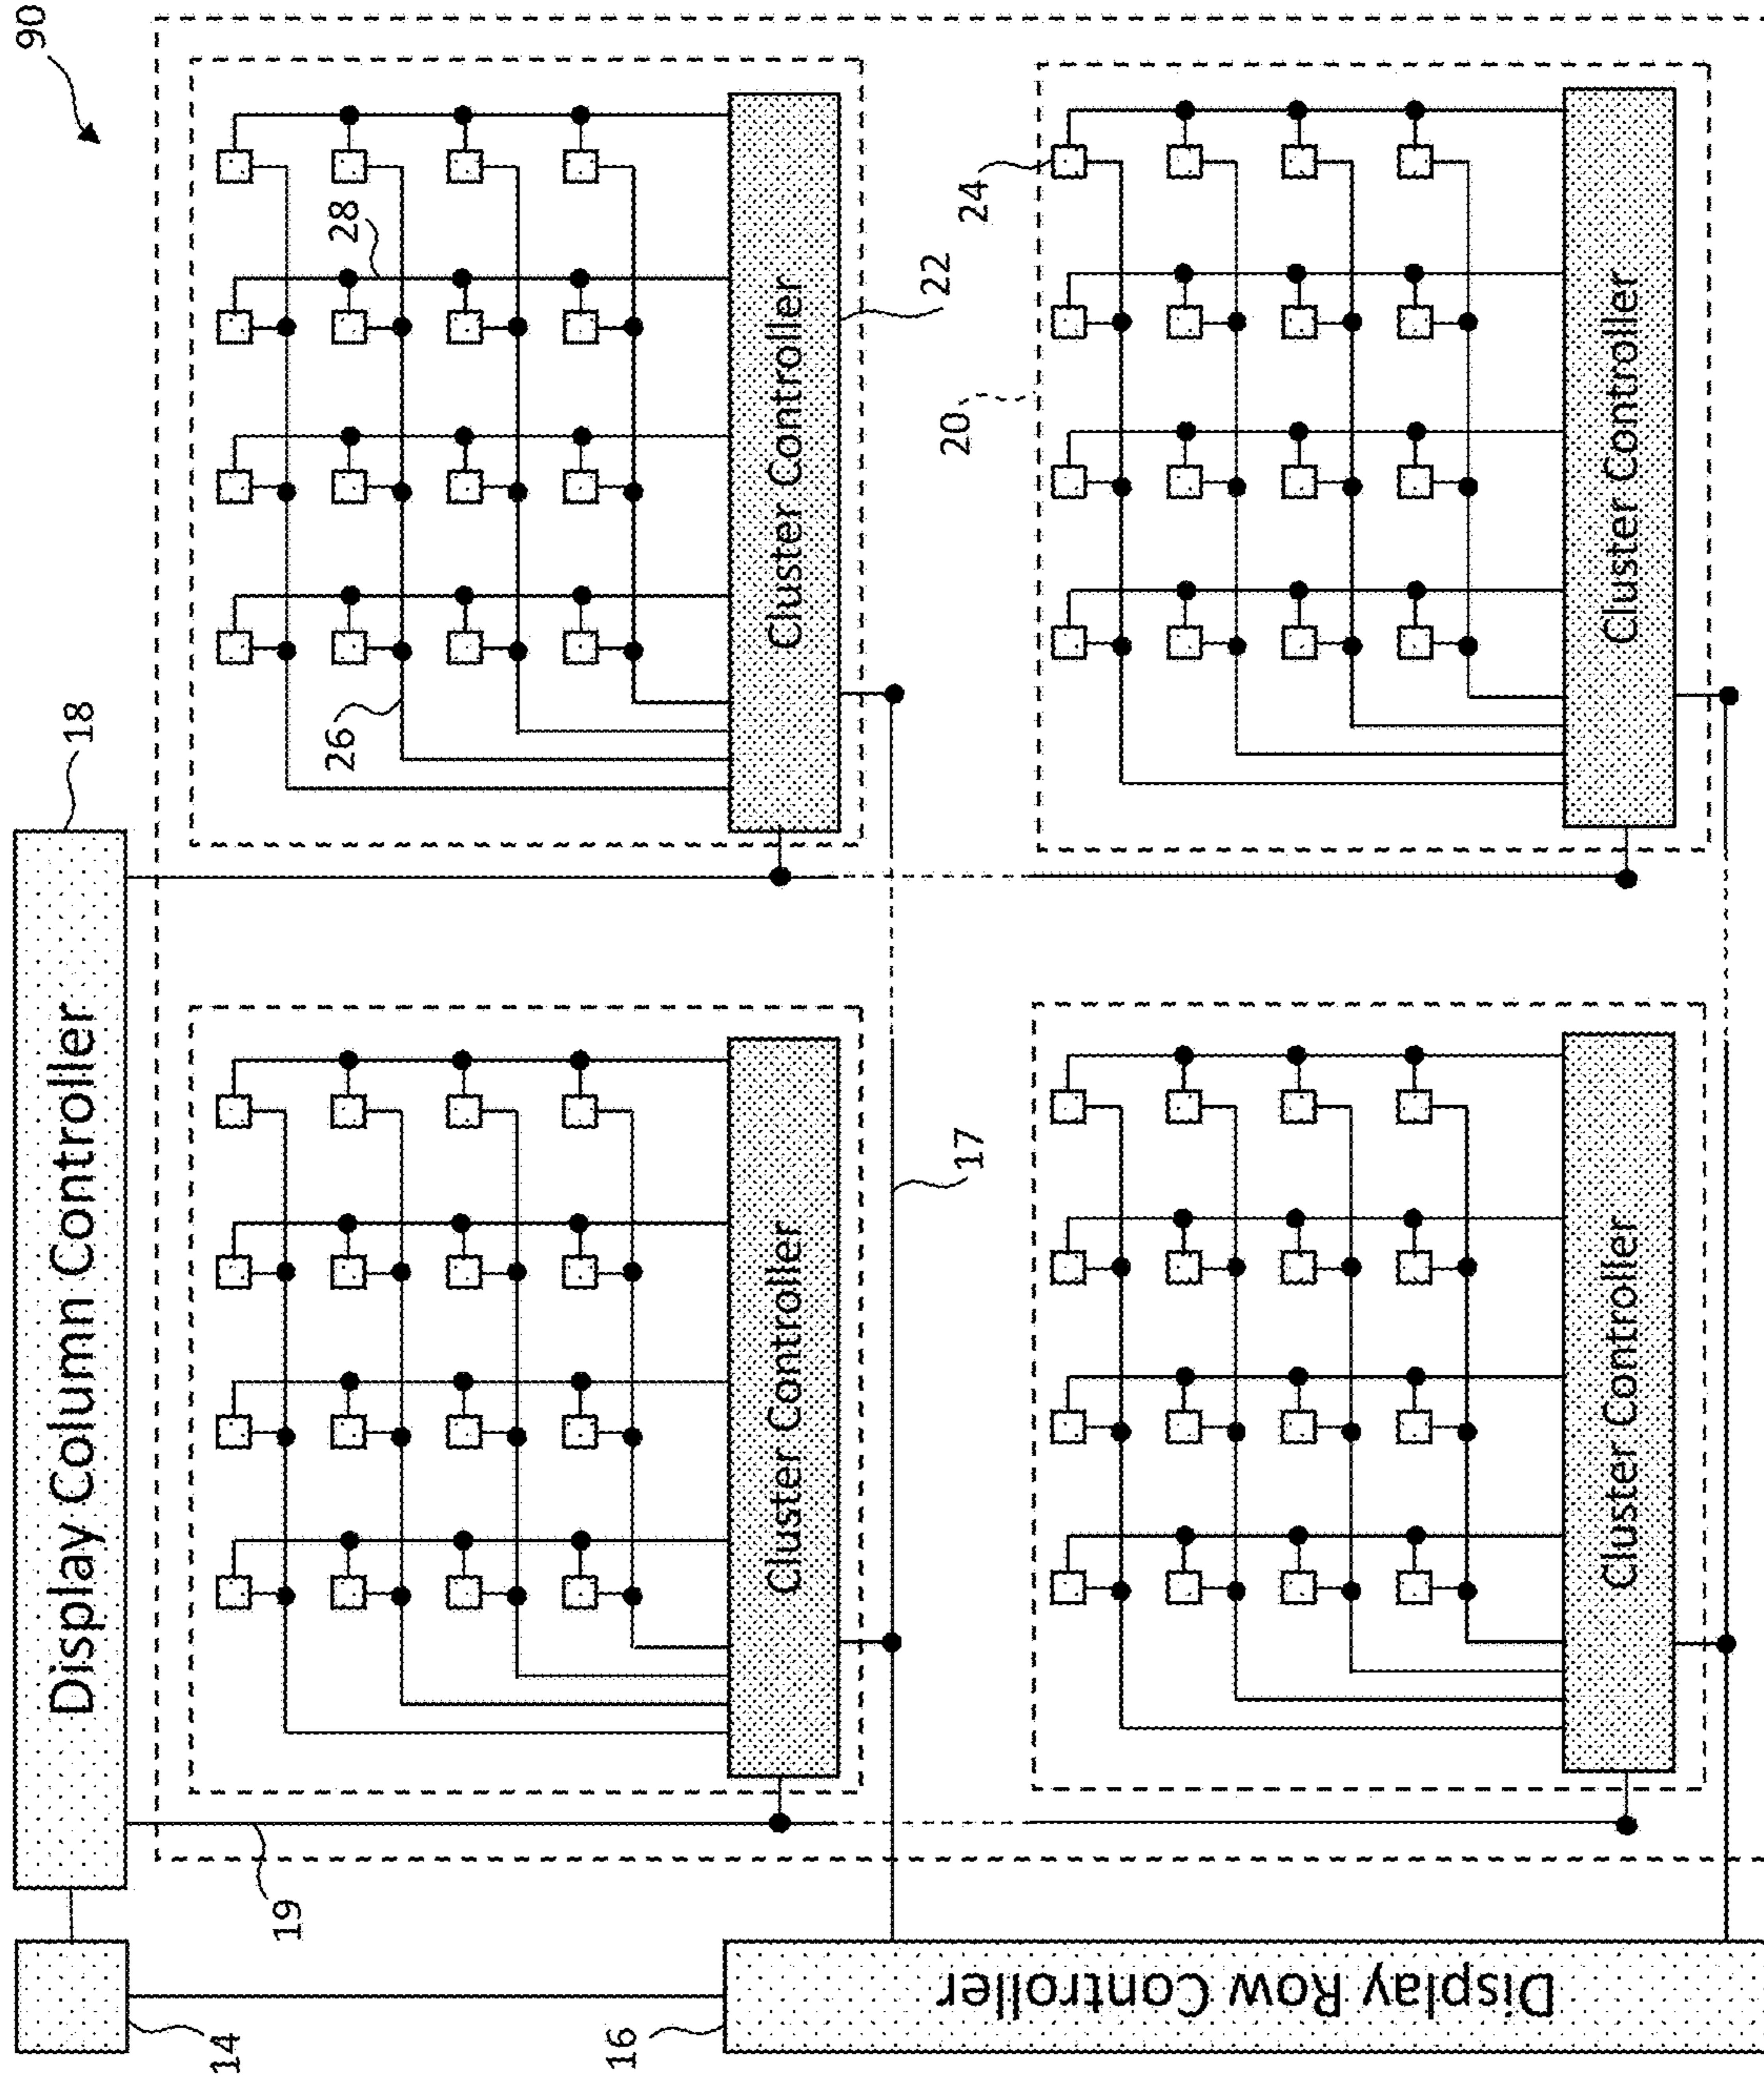 90
Display Column Controller
18
14
19
28
26
Cluster Controller
Cluster Controller
22
17
16
Display Row Controller
24
20
Cluster Controller
Cluster Controller